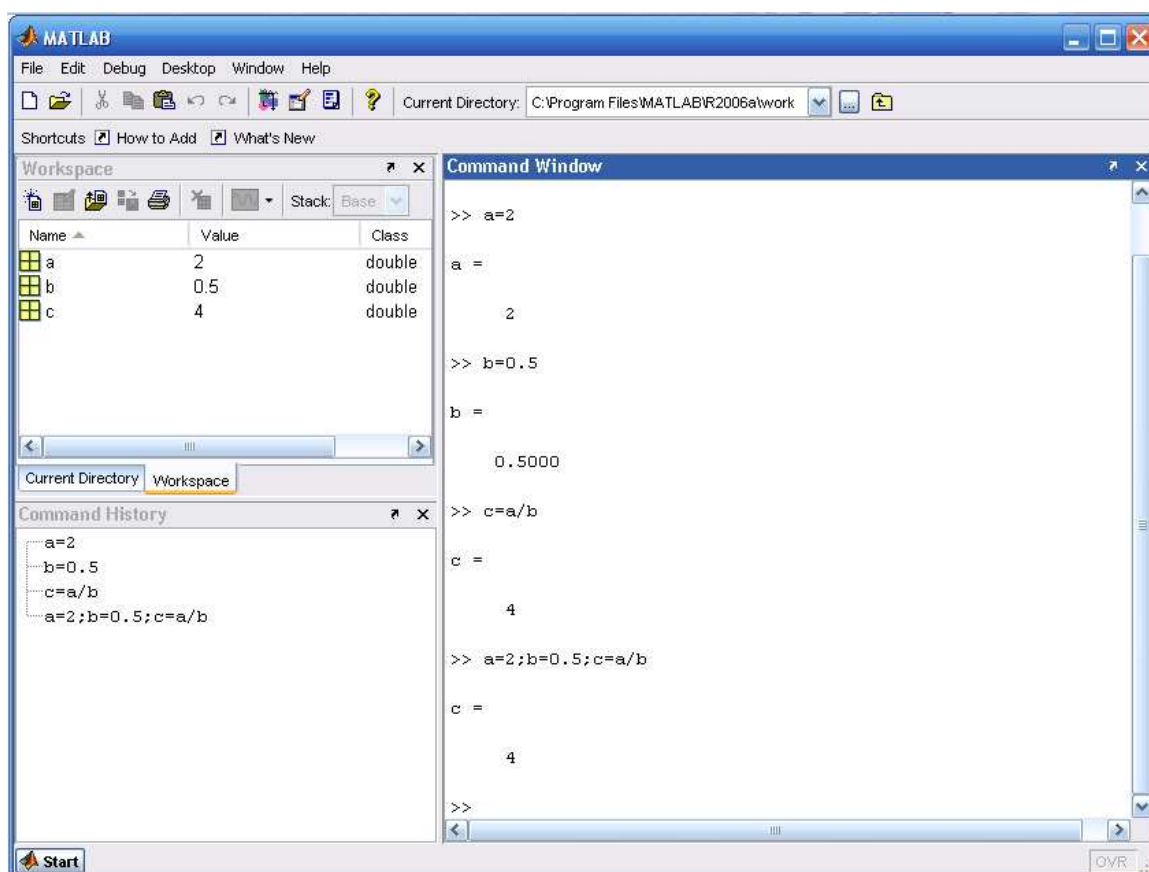 MATLAB
File Edit Debug Desktop Window Help
Current Directory: C:\Program Files\MATLAB\R2006a\work
Shortcuts How to Add What's New
Workspace
Stack: Base
Name Value Class
a 2 double
b 0.5 double
c 4 double
Current Directory Workspace
Command History
a=2
b=0.5
c=a/b
a=2;b=0.5;c=a/b
Command Window
>> a=2
a =
2
>> b=0.5
b =
0.5000
>> c=a/b
c =
4
>> a=2;b=0.5;c=a/b
c =
4
>>
Start
OVR